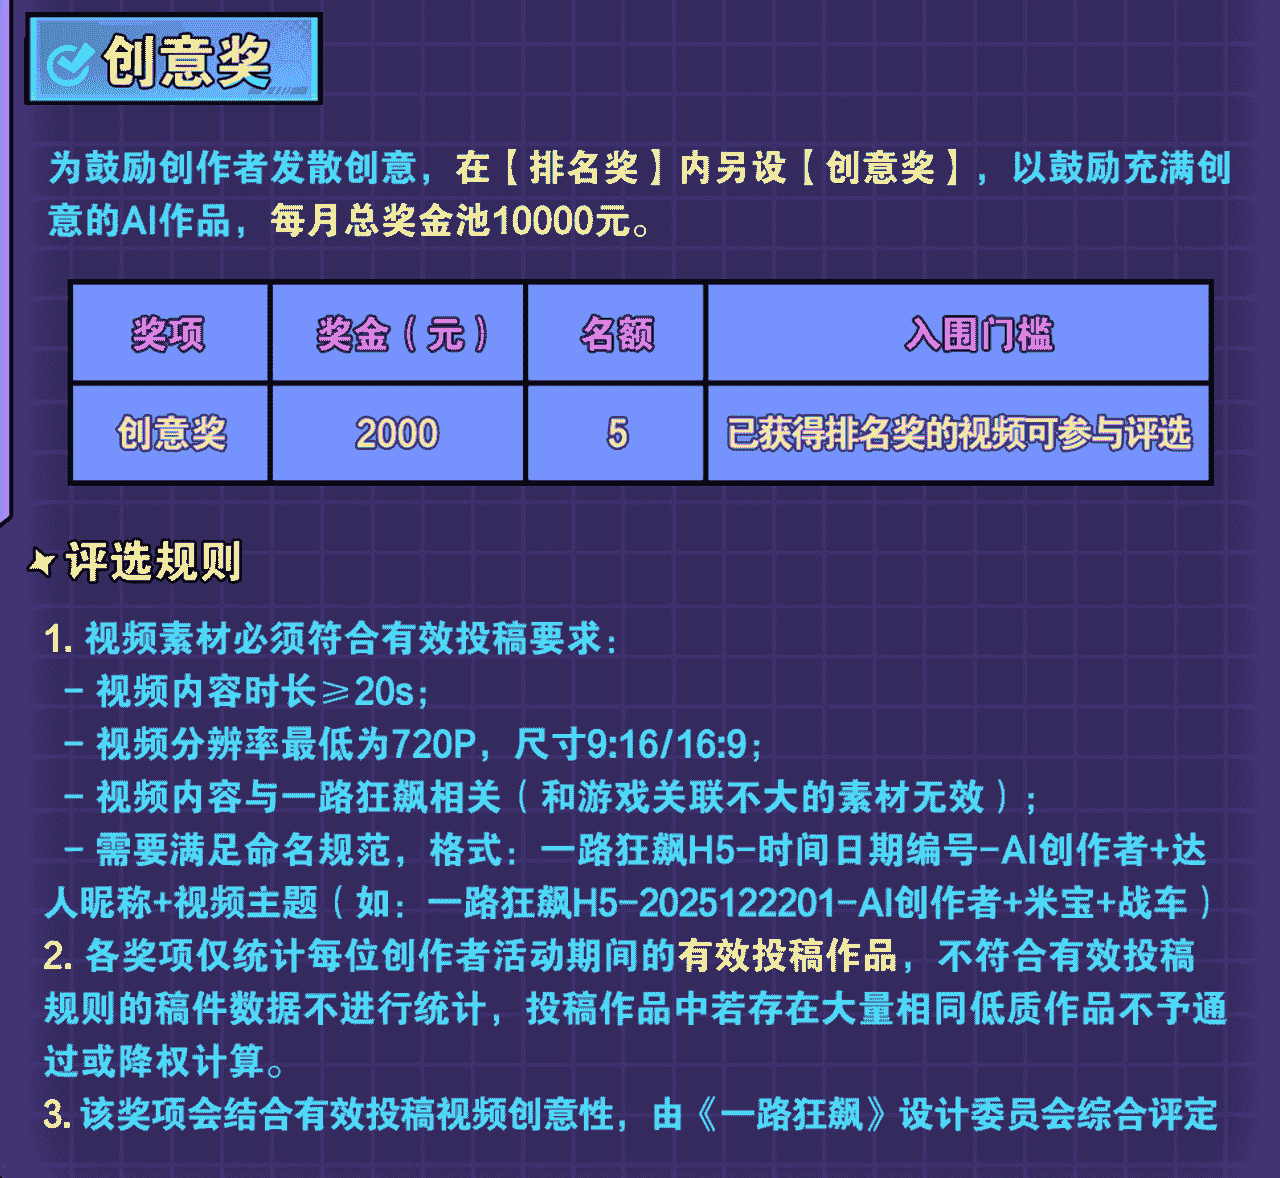 创意奖
为鼓励创作者发散创意，在【排名奖】内另设【创意奖】，以鼓励充满创
意的AI作品，每月总奖金池10000元。
奖项 奖金（元） 名额 入围门槛
创意奖 2000 5 已获得排名奖的视频可参与评选
评选规则
1. 视频素材必须符合有效投稿要求：
- 视频内容时长≥20s；
- 视频分辨率最低为720P，尺寸9:16/16:9；
- 视频内容与一路狂飙相关（和游戏关联不大的素材无效）；
- 需要满足命名规范，格式：一路狂飙H5-时间日期编号-AI创作者+达
人昵称+视频主题（如：一路狂飙H5-2025122201-AI创作者+米宝+战车）
2. 各奖项仅统计每位创作者活动期间的有效投稿作品，不符合有效投稿
规则的稿件数据不进行统计，投稿作品中若存在大量相同低质作品不予通
过或降权计算。
3. 该奖项会结合有效投稿视频创意性，由《一路狂飙》设计委员会综合评定